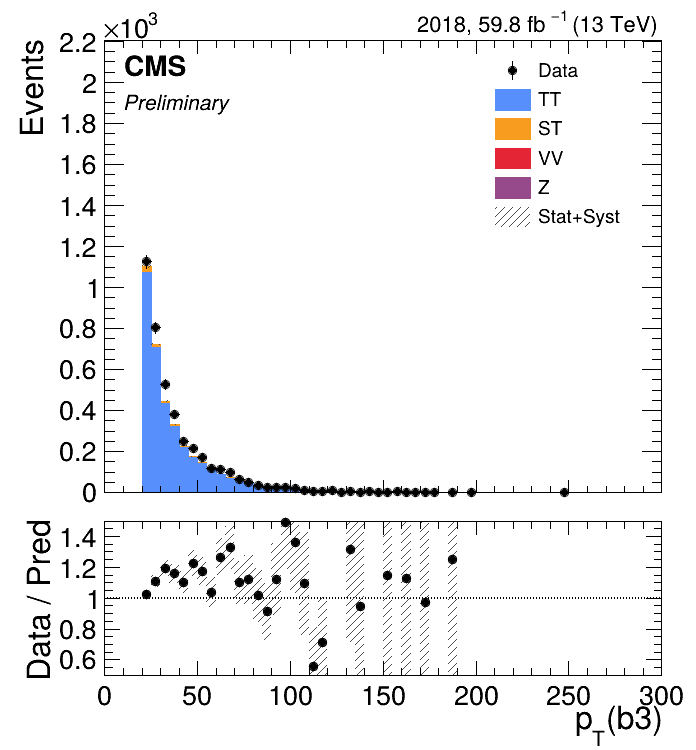 ×10³
2018, 59.8 fb⁻¹ (13 TeV)
Events
2.2
2
1.8
1.6
1.4
1.2
1
0.8
0.6
0.4
0.2
0
CMS
Preliminary
Data
TT
ST
VV
Z
Stat+Syst
Data / Pred
1.4
1.2
1
0.8
0.6
0 50 100 150 200 250 300
p_T(b3)